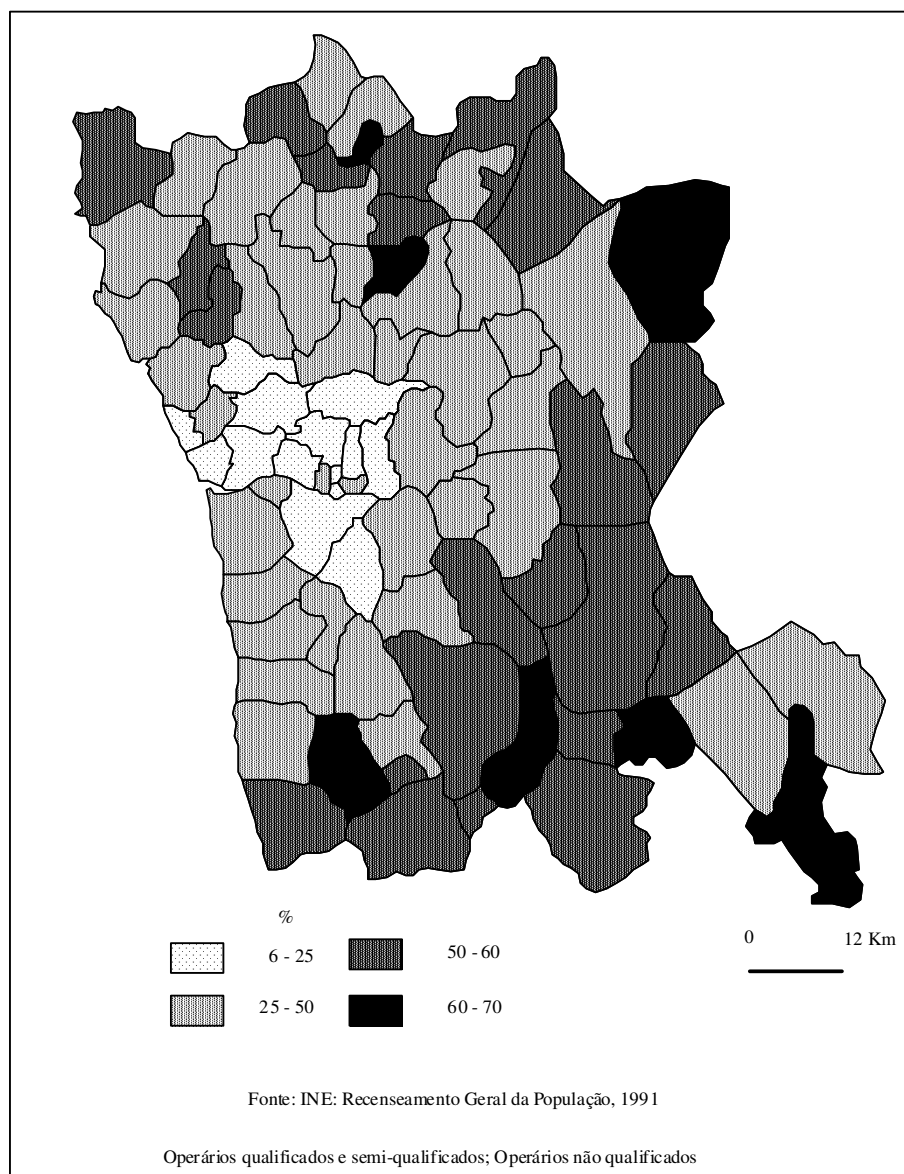 %
6 - 25
50 - 60
25 - 50
60 - 70
0
12 Km
Fonte: INE: Recenseamento Geral da População, 1991
Operários qualificados e semi-qualificados; Operários não qualificados